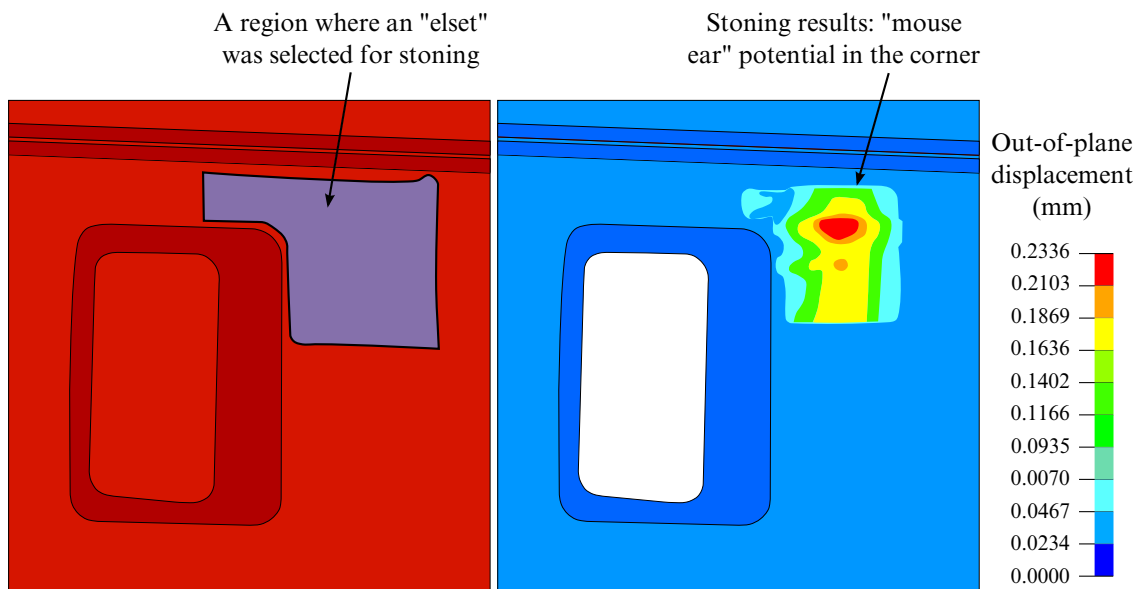 A region where an "elset"
was selected for stoning
Stoning results: "mouse
ear" potential in the corner
Out-of-plane
displacement
(mm)
0.2336
0.2103
0.1869
0.1636
0.1402
0.1166
0.0935
0.0070
0.0467
0.0234
0.0000